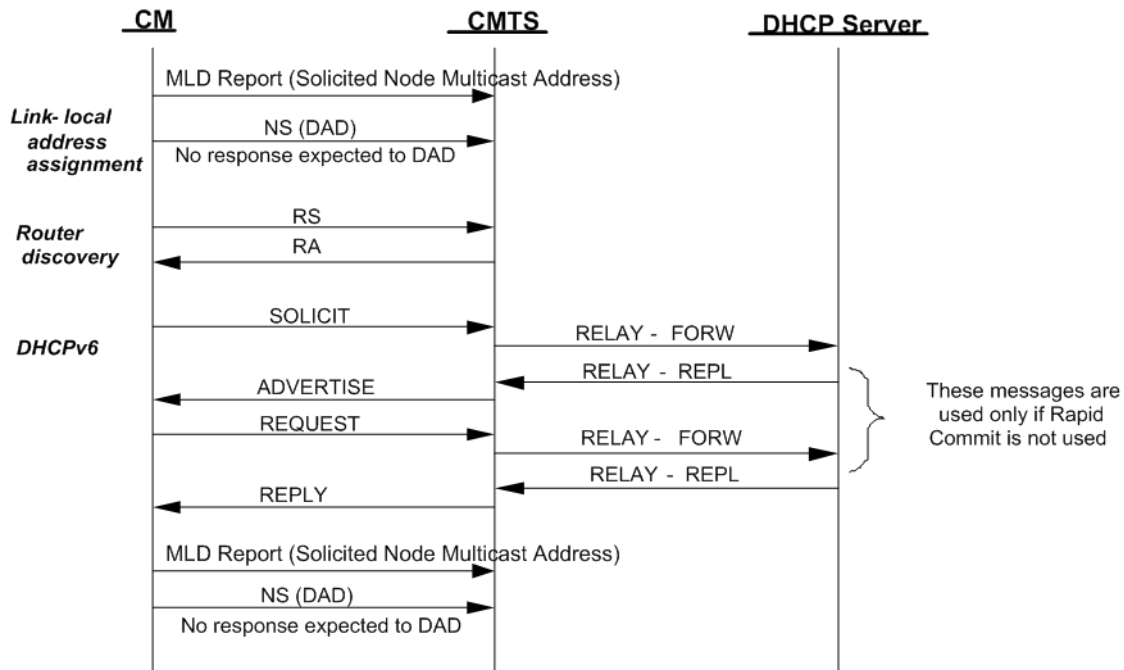 CM
CMTS
DHCP Server
MLD Report (Solicited Node Multicast Address)
Link- local
address
assignment
NS (DAD)
No response expected to DAD
RS
Router
discovery
RA
SOLICIT
DHCPv6
RELAY - FORW
RELAY - REPL
ADVERTISE
These messages are
used only if Rapid
Commit is not used
REQUEST
RELAY - FORW
RELAY - REPL
REPLY
MLD Report (Solicited Node Multicast Address)
NS (DAD)
No response expected to DAD